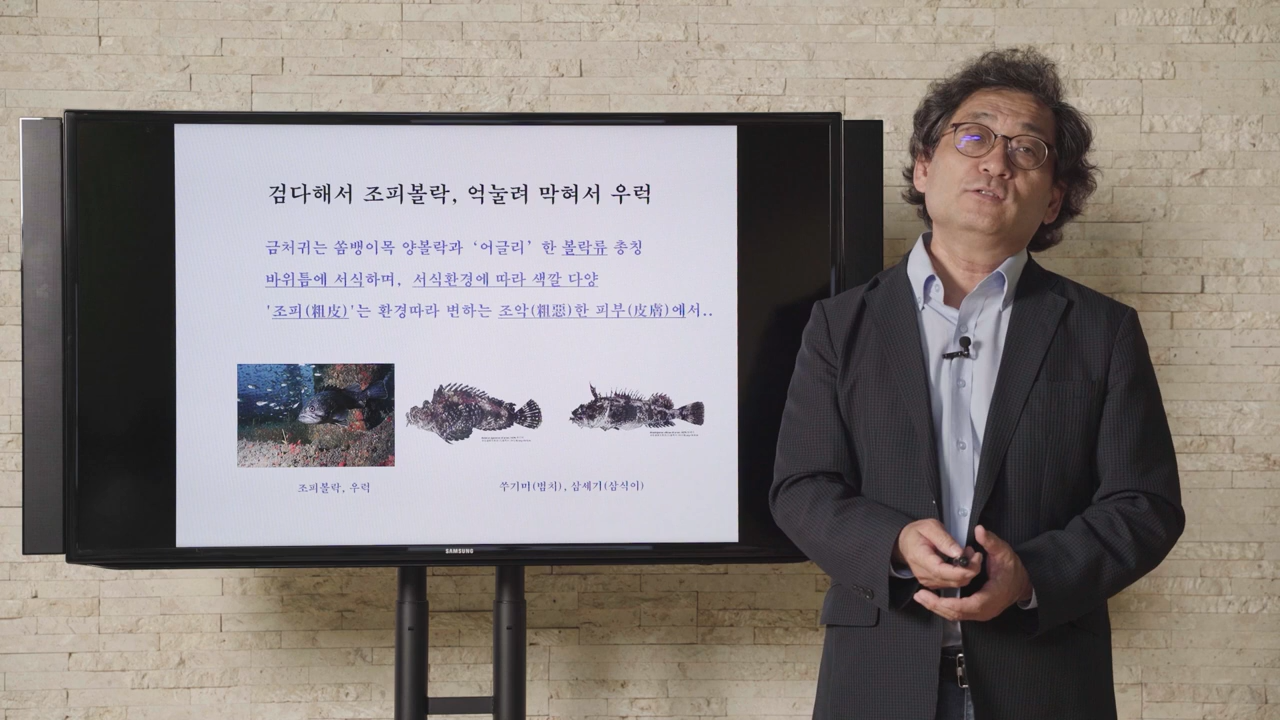 검다해서 조피볼락, 억눌려 막혀서 우럭
금처귀는 쏨뱅이목 양볼락과 ‘어글리’ 한 볼락류 총칭
바위틈에 서식하며, 서식환경에 따라 색깔 다양
'조피(粗皮)'는 환경따라 변하는 조악(粗惡)한 피부(皮膚)에서..
조피볼락, 우럭
쑤기미(범치), 삼세기(삼식이)
SAMSUNG